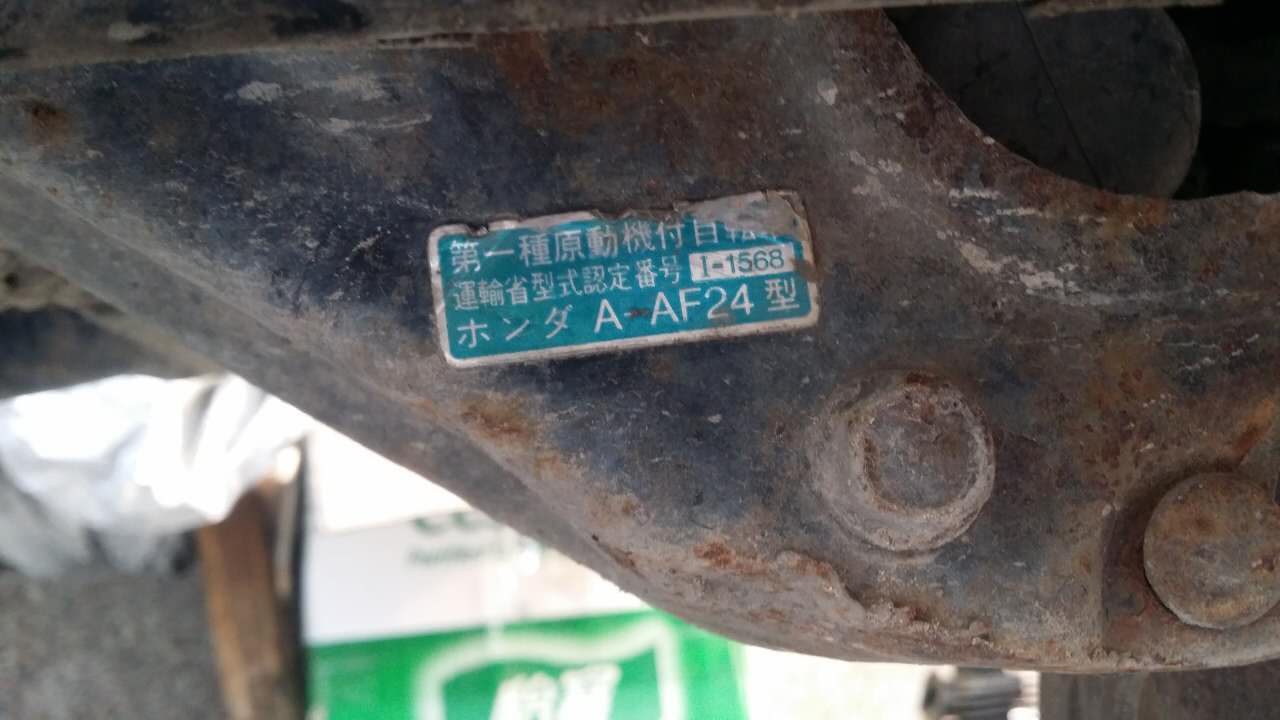 第一種原動機付自転車
運輸省型式認定番号 I-1568
ホンダ A-AF24 型